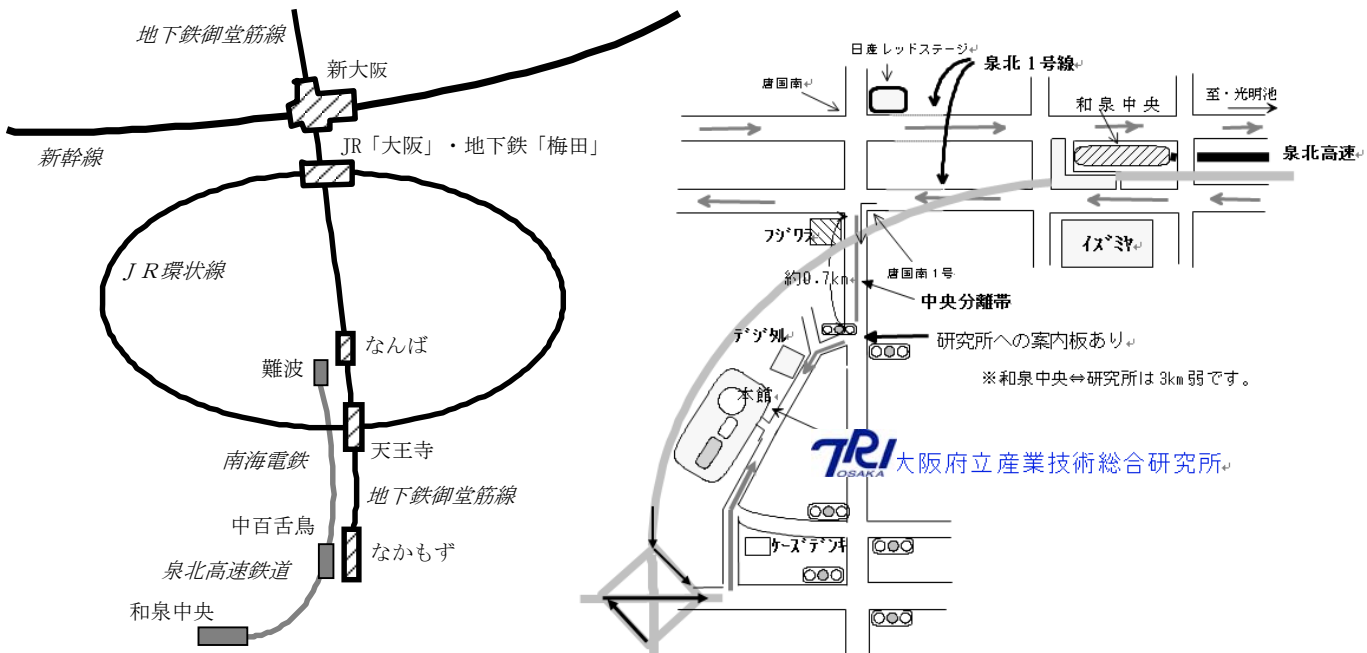 地下鉄御堂筋線
新大阪
新幹線
JR「大阪」・地下鉄「梅田」
ＪＲ環状線
なんば
難波
天王寺
南海電鉄
地下鉄御堂筋線
中百舌鳥
なかもず
泉北高速鉄道
和泉中央
日産レッドステージ
泉北１号線
唐国南
和泉中央
至・光明池
泉北高速
フジワラ
イズミヤ
唐国南1号
約0.7km
中央分離帯
デジタル
研究所への案内板あり
※和泉中央⇔研究所は3km弱です。
本館
TRI
OSAKA
大阪府立産業技術総合研究所
ケーズデンキ